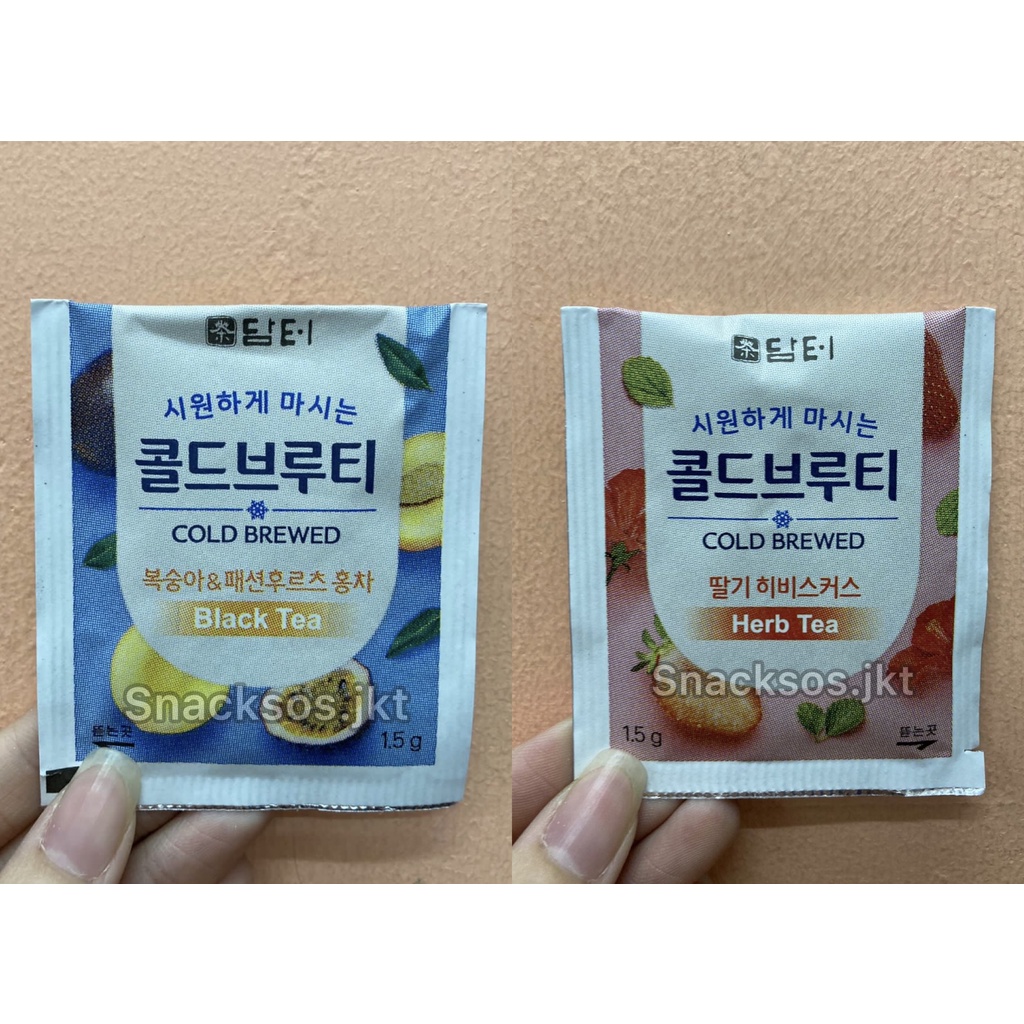 茶 담터
시원하게 마시는
콜드브루티
COLD BREWED
복숭아&패션후르츠 홍차
Black Tea
Snacksos.jkt
뜯는곳
1.5 g
茶 담터
시원하게 마시는
콜드브루티
COLD BREWED
딸기 히비스커스
Herb Tea
Snacksos.jkt
1.5 g
뜯는곳